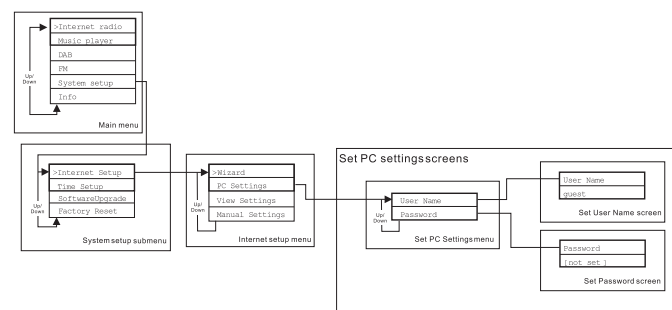 >Internet radio
Music player
DAB
FM
System setup
Info
Up/
Down
Main menu
>Internet Setup
Time Setup
SoftwareUpgrade
Factory Reset
Up/
Down
System setup submenu
>Wizard
PC Settings
View Settings
Manual Settings
Up/
Down
Internet setup menu
Set PC settings screens
User Name
Password
Up/
Down
Set PC Settings menu
User Name
guest
Set User Name screen
Password
[not set]
Set Password screen